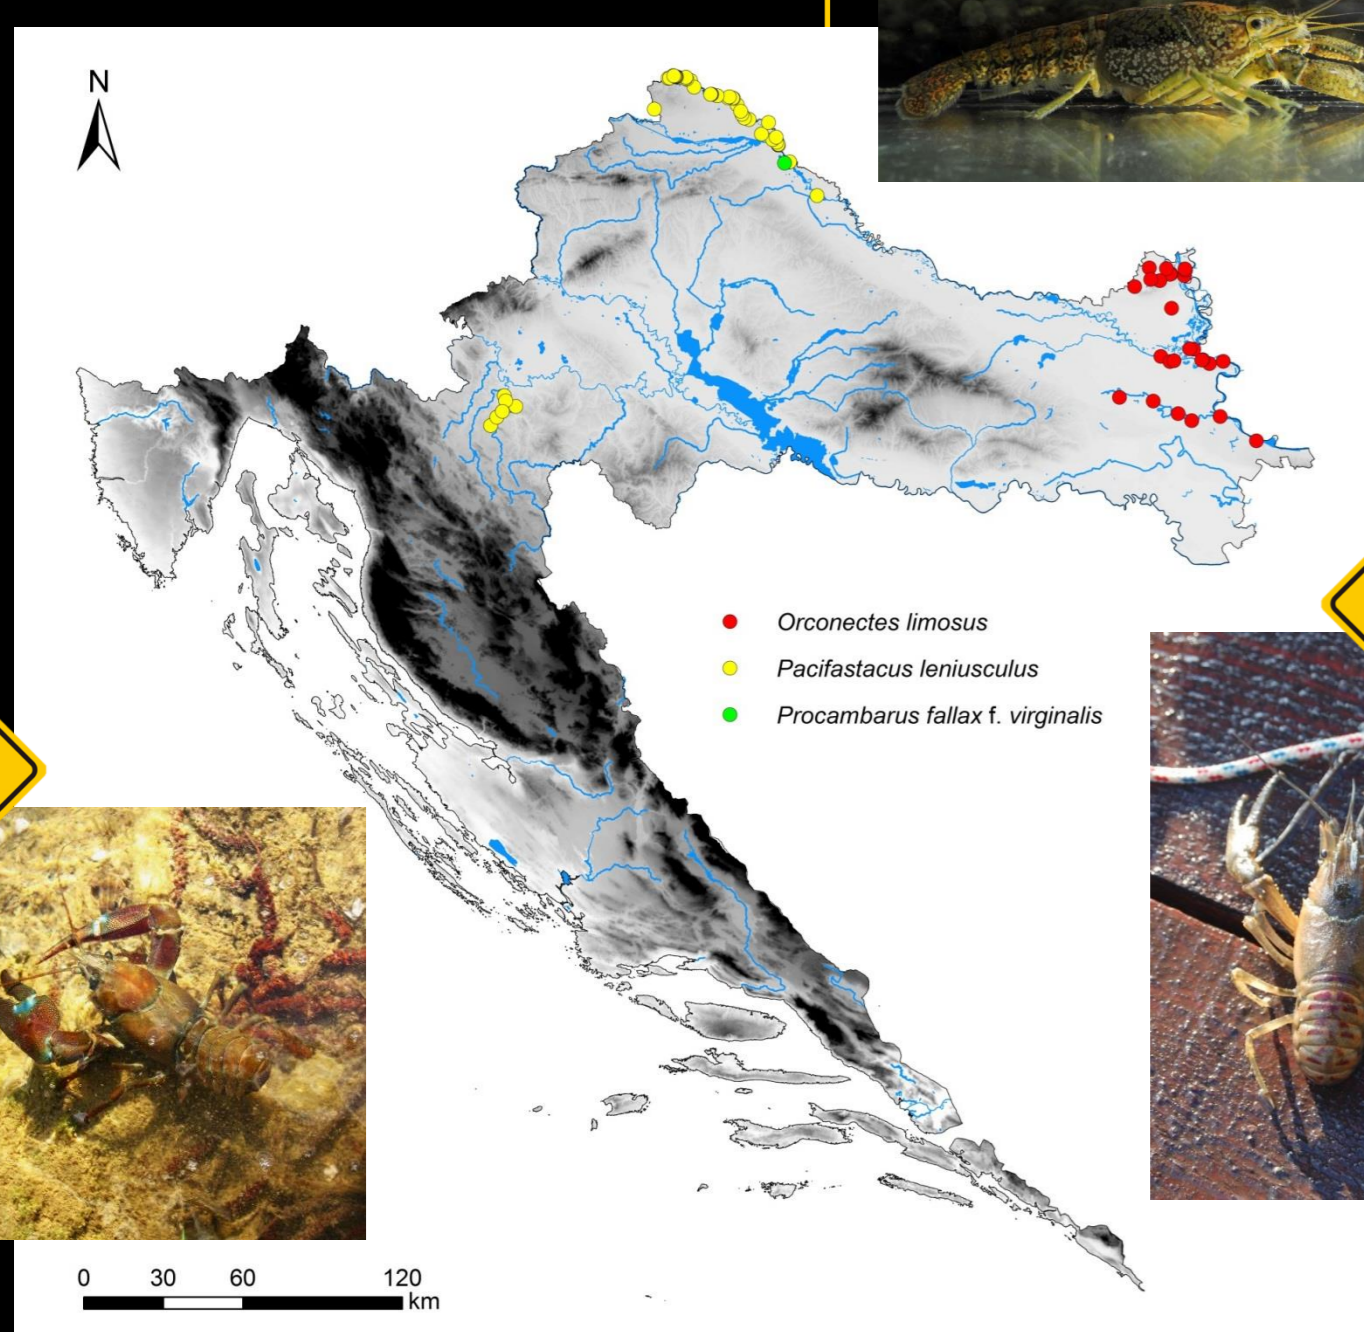 N
Orconectes limosus
Pacifastacus leniusculus
Procambarus fallax f. virginalis
0 30 60 120
km